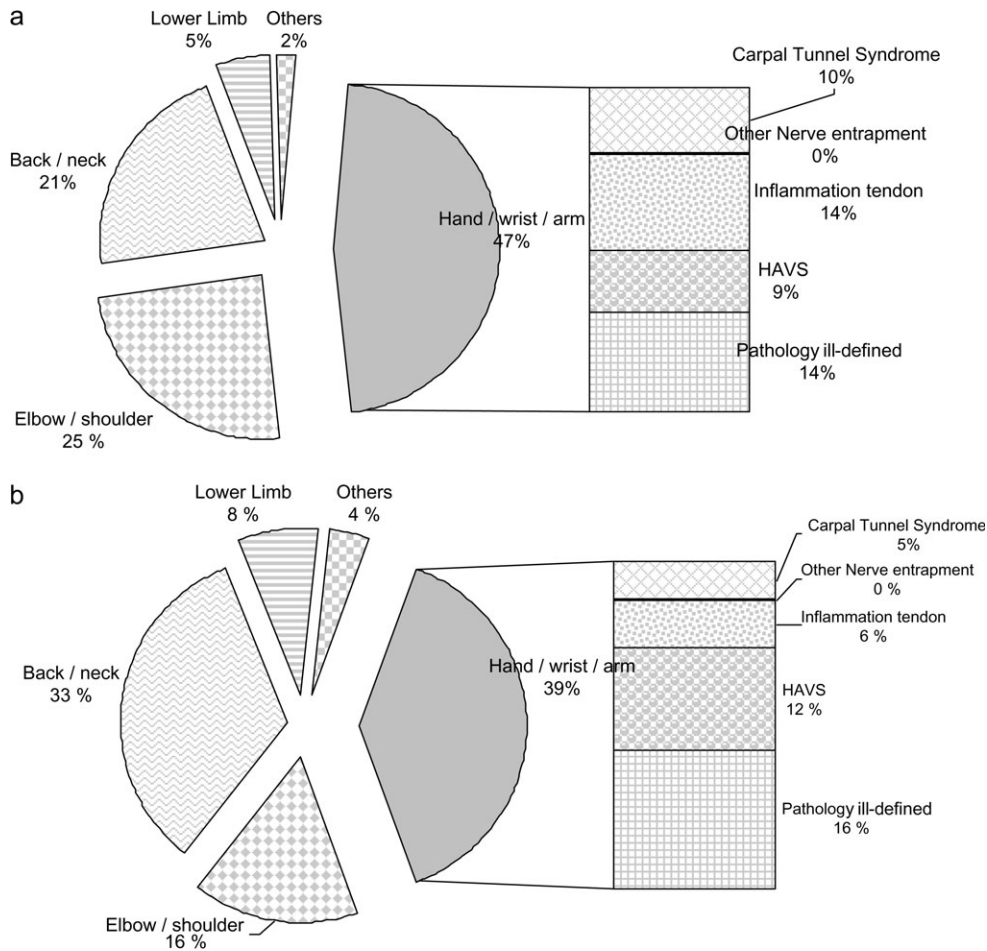 a
Lower Limb
5%
Others
2%
Back / neck
21%
Elbow / shoulder
25 %
Hand / wrist / arm
47%
Carpal Tunnel Syndrome
10%
Other Nerve entrapment
0%
Inflammation tendon
14%
HAVS
9%
Pathology ill-defined
14%
b
Lower Limb
8 %
Others
4 %
Back / neck
33 %
Elbow / shoulder
16 %
Hand / wrist / arm
39%
Carpal Tunnel Syndrome
5%
Other Nerve entrapment
0 %
Inflammation tendon
6 %
HAVS
12 %
Pathology ill-defined
16 %